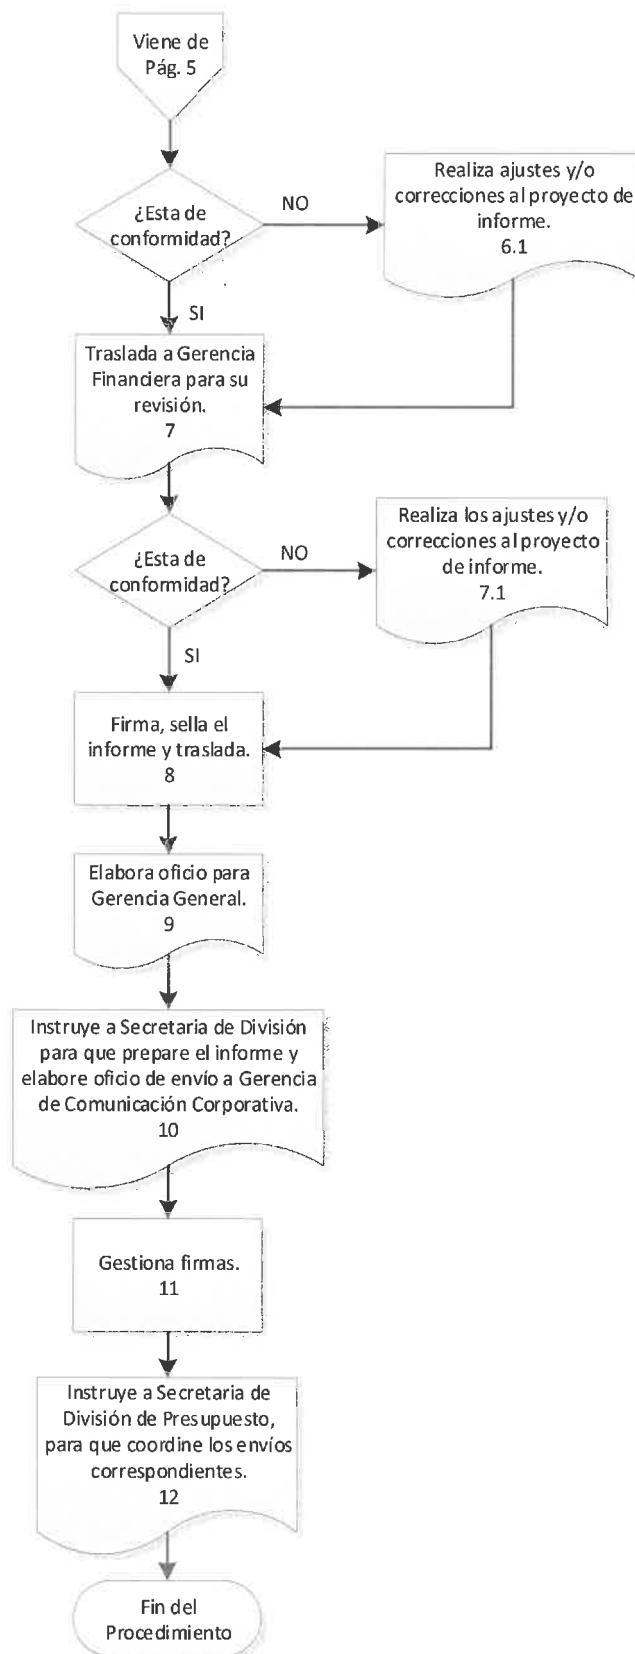 Viene de
Pág. 5
¿Esta de
conformidad?
NO
Realiza ajustes y/o
correcciones al proyecto de
informe.
6.1
SI
Traslada a Gerencia
Financiera para su
revisión.
7
¿Esta de
conformidad?
NO
Realiza los ajustes y/o
correcciones al proyecto
de informe.
7.1
SI
Firma, sella el
informe y traslada.
8
Elabora oficio para
Gerencia General.
9
Instruye a Secretaria de División
para que prepare el informe y
elabore oficio de envío a Gerencia
de Comunicación Corporativa.
10
Gestiona firmas.
11
Instruye a Secretaria de
División de Presupuesto,
para que coordine los envíos
correspondientes.
12
Fin del
Procedimiento